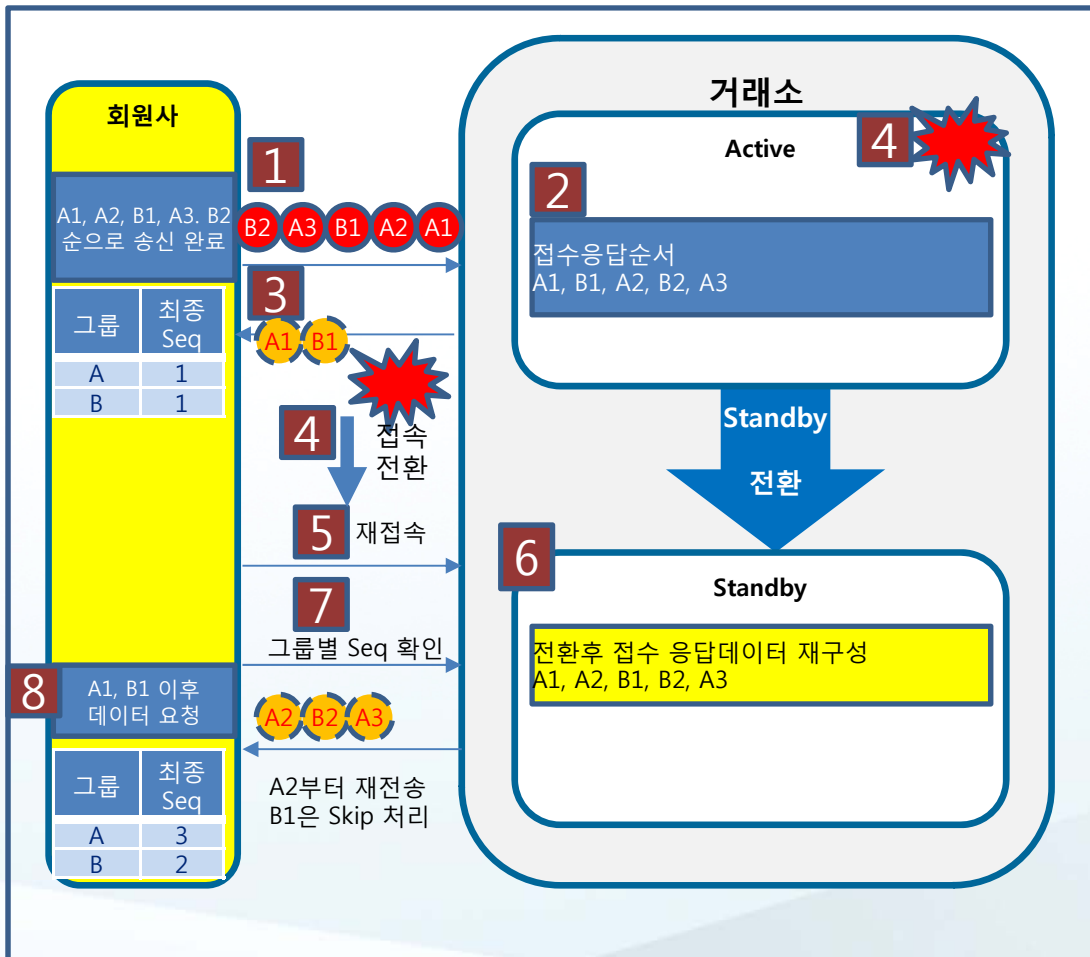 회원사
A1, A2, B1, A3. B2
순으로 송신 완료
그룹
최종
Seq
A
1
B
1
8
A1, B1 이후
데이터 요청
그룹
최종
Seq
A
3
B
2
1
B2
A3
B1
A2
A1
3
A1
B1
4
접속
전환
5
재접속
7
그룹별 Seq 확인
A2
B2
A3
A2부터 재전송
B1은 Skip 처리
거래소
Active
4
2
접수응답순서
A1, B1, A2, B2, A3
Standby
전환
6
Standby
전환후 접수 응답데이터 재구성
A1, A2, B1, B2, A3